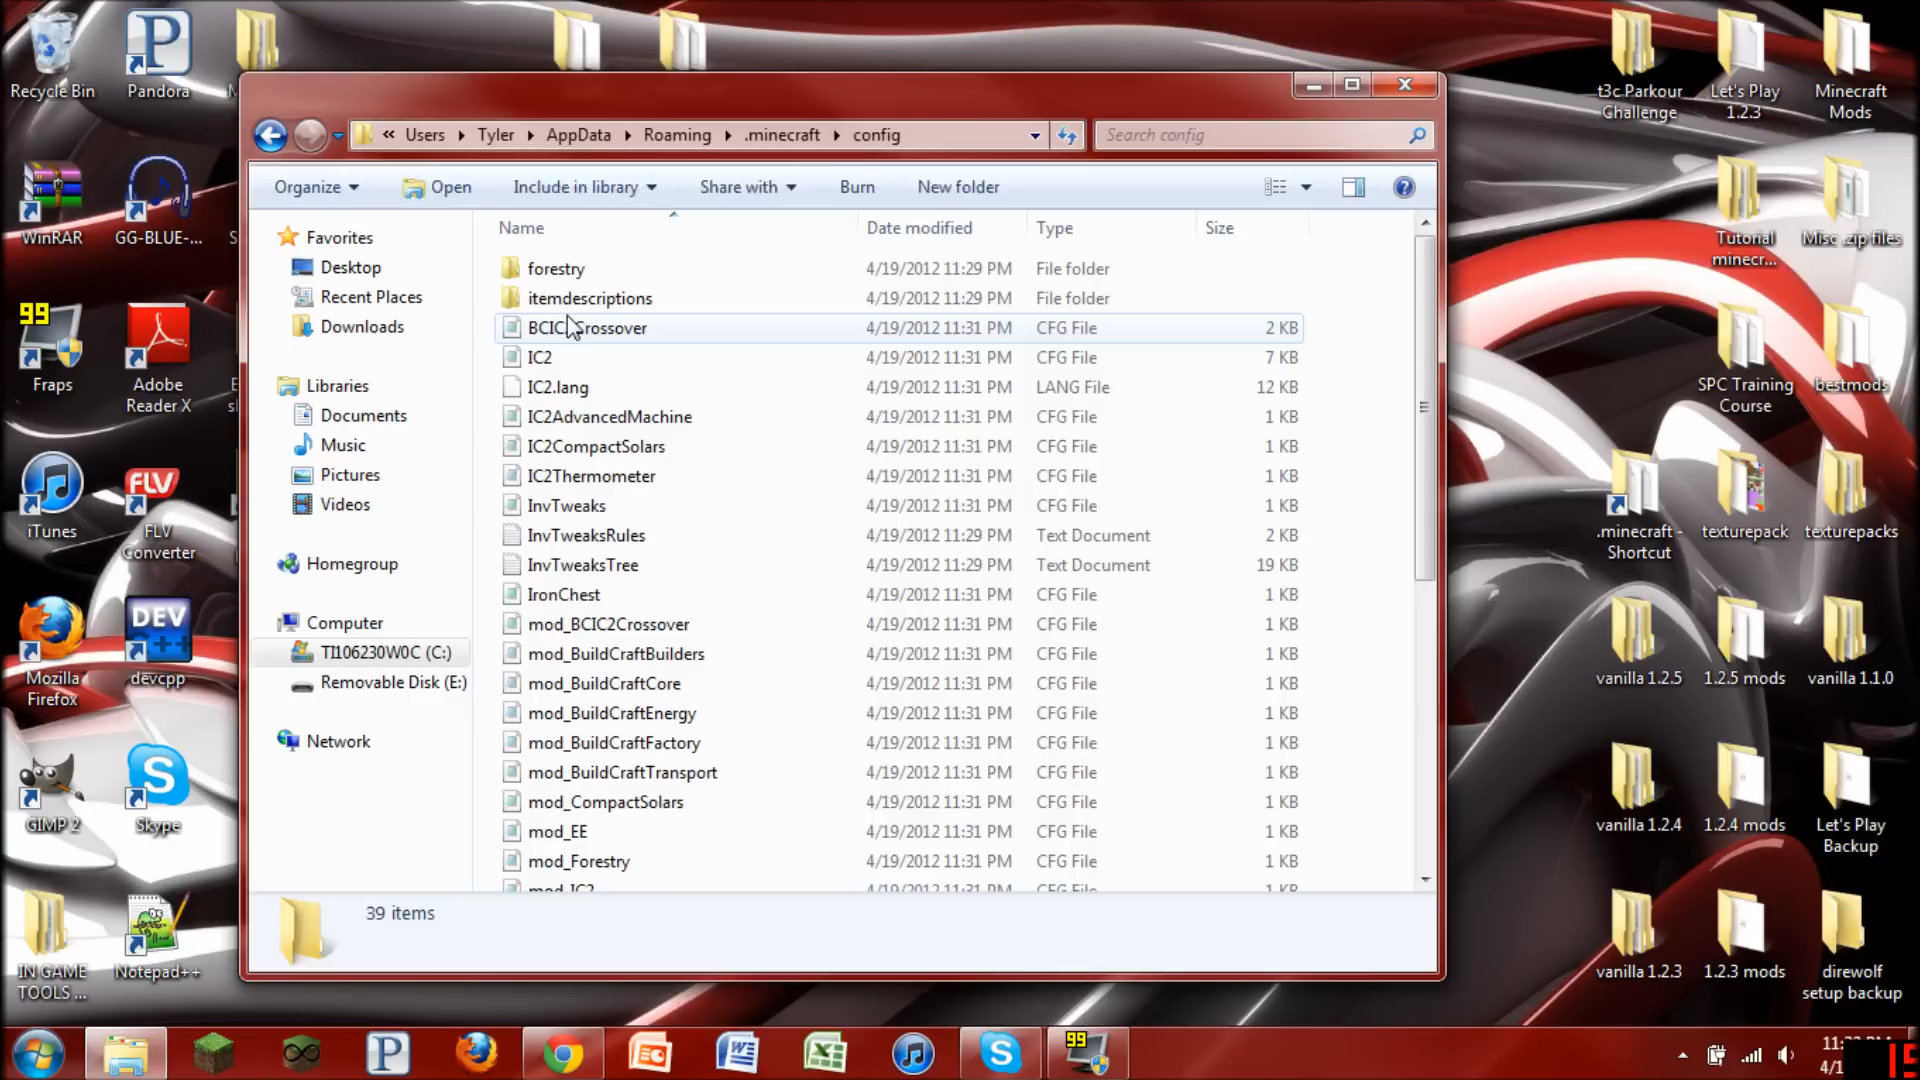 Recycle Bin
Pandora
WinRAR
GG-BLUE-...
99
Fraps
Adobe
Reader X
iTunes
FLV
FLV
Converter
Mozilla
Firefox
DEV
C++
devcpp
GIMP 2
Skype
IN GAME
TOOLS ...
Notepad++
« Users Tyler AppData Roaming .minecraft config
Search config
Organize Open Include in library Share with Burn New folder
Favorites
Desktop
Recent Places
Downloads
Libraries
Documents
Music
Pictures
Videos
Homegroup
Computer
TI106230W0C (C:)
Removable Disk (E:)
Network
Name Date modified Type Size
forestry 4/19/2012 11:29 PM File folder
itemdescriptions 4/19/2012 11:29 PM File folder
4/19/2012 11:31 PM CFG File 2 KB
IC2 4/19/2012 11:31 PM CFG File 7 KB
IC2.lang 4/19/2012 11:31 PM LANG File 12 KB
IC2AdvancedMachine 4/19/2012 11:31 PM CFG File 1 KB
IC2CompactSolars 4/19/2012 11:31 PM CFG File 1 KB
IC2Thermometer 4/19/2012 11:31 PM CFG File 1 KB
InvTweaks 4/19/2012 11:31 PM CFG File 1 KB
InvTweaksRules 4/19/2012 11:29 PM Text Document 2 KB
InvTweaksTree 4/19/2012 11:29 PM Text Document 19 KB
IronChest 4/19/2012 11:31 PM CFG File 1 KB
mod_BCIC2Crossover 4/19/2012 11:31 PM CFG File 1 KB
mod_BuildCraftBuilders 4/19/2012 11:31 PM CFG File 1 KB
mod_BuildCraftCore 4/19/2012 11:31 PM CFG File 1 KB
mod_BuildCraftEnergy 4/19/2012 11:31 PM CFG File 1 KB
mod_BuildCraftFactory 4/19/2012 11:31 PM CFG File 1 KB
mod_BuildCraftTransport 4/19/2012 11:31 PM CFG File 1 KB
mod_CompactSolars 4/19/2012 11:31 PM CFG File 1 KB
mod_EE 4/19/2012 11:31 PM CFG File 1 KB
mod_Forestry 4/19/2012 11:31 PM CFG File 1 KB
mod_IC2 4/19/2012 11:31 PM CFG File 1 KB
39 items
t3c Parkour
Challenge
Let's Play
1.2.3
Minecraft
Mods
Tutorial
minecr...
Misc .zip files
SPC Training
Course
bestmods
.minecraft -
Shortcut
texturepack
texturepacks
vanilla 1.2.5
1.2.5 mods
vanilla 1.1.0
vanilla 1.2.4
1.2.4 mods
Let's Play
Backup
vanilla 1.2.3
1.2.3 mods
direwolf
setup backup
99